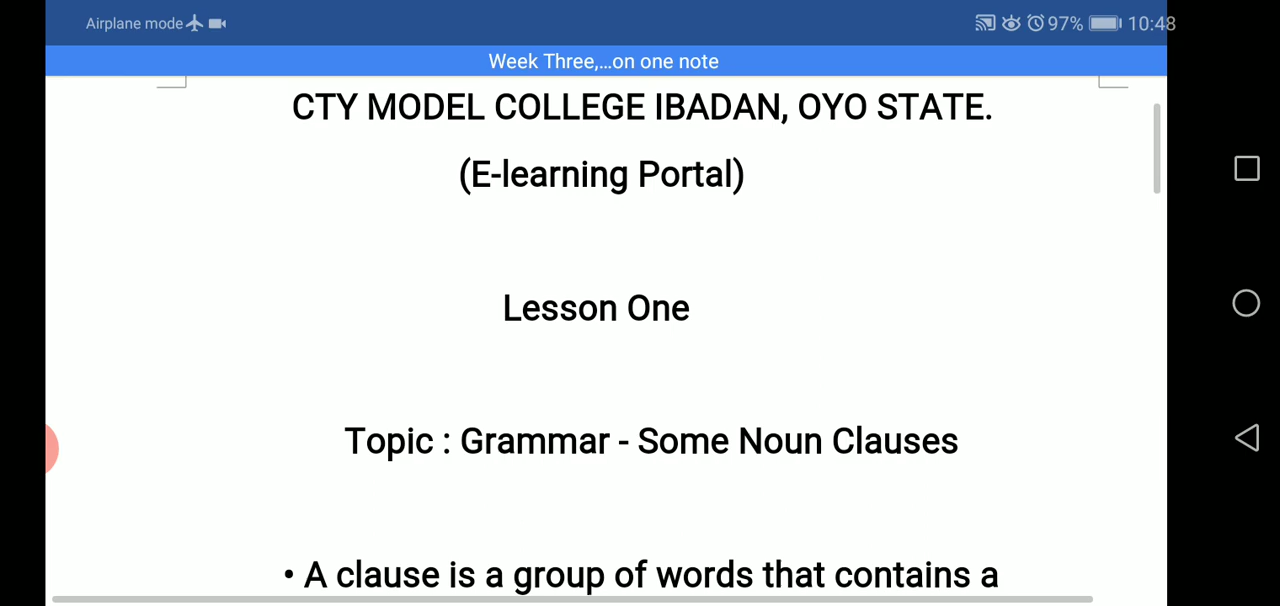 Airplane mode 97% 10:48
Week Three,...on one note
CTY MODEL COLLEGE IBADAN, OYO STATE.
(E-learning Portal)
Lesson One
Topic : Grammar - Some Noun Clauses
• A clause is a group of words that contains a